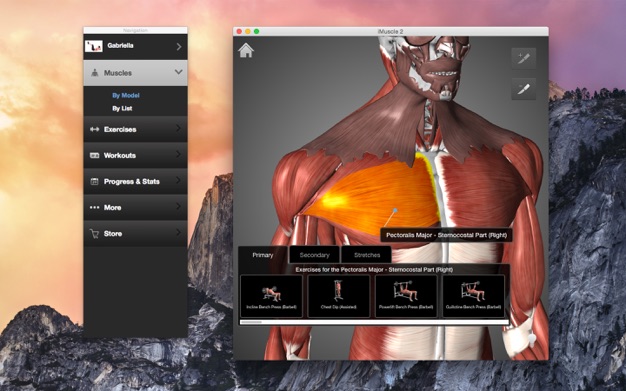 Navigation
Gabriella
Muscles
By Model
By List
Exercises
Workouts
Progress & Stats
More
Store
iMuscle 2
Pectoralis Major - Sternocostal Part (Right)
Primary
Secondary
Stretches
Exercises for the Pectoralis Major - Sternocostal Part (Right)
Incline Bench Press (Barbell)
Chest Dip (Assisted)
Powerlift Bench Press (Barbell)
Guillotine Bench Press (Barbell)